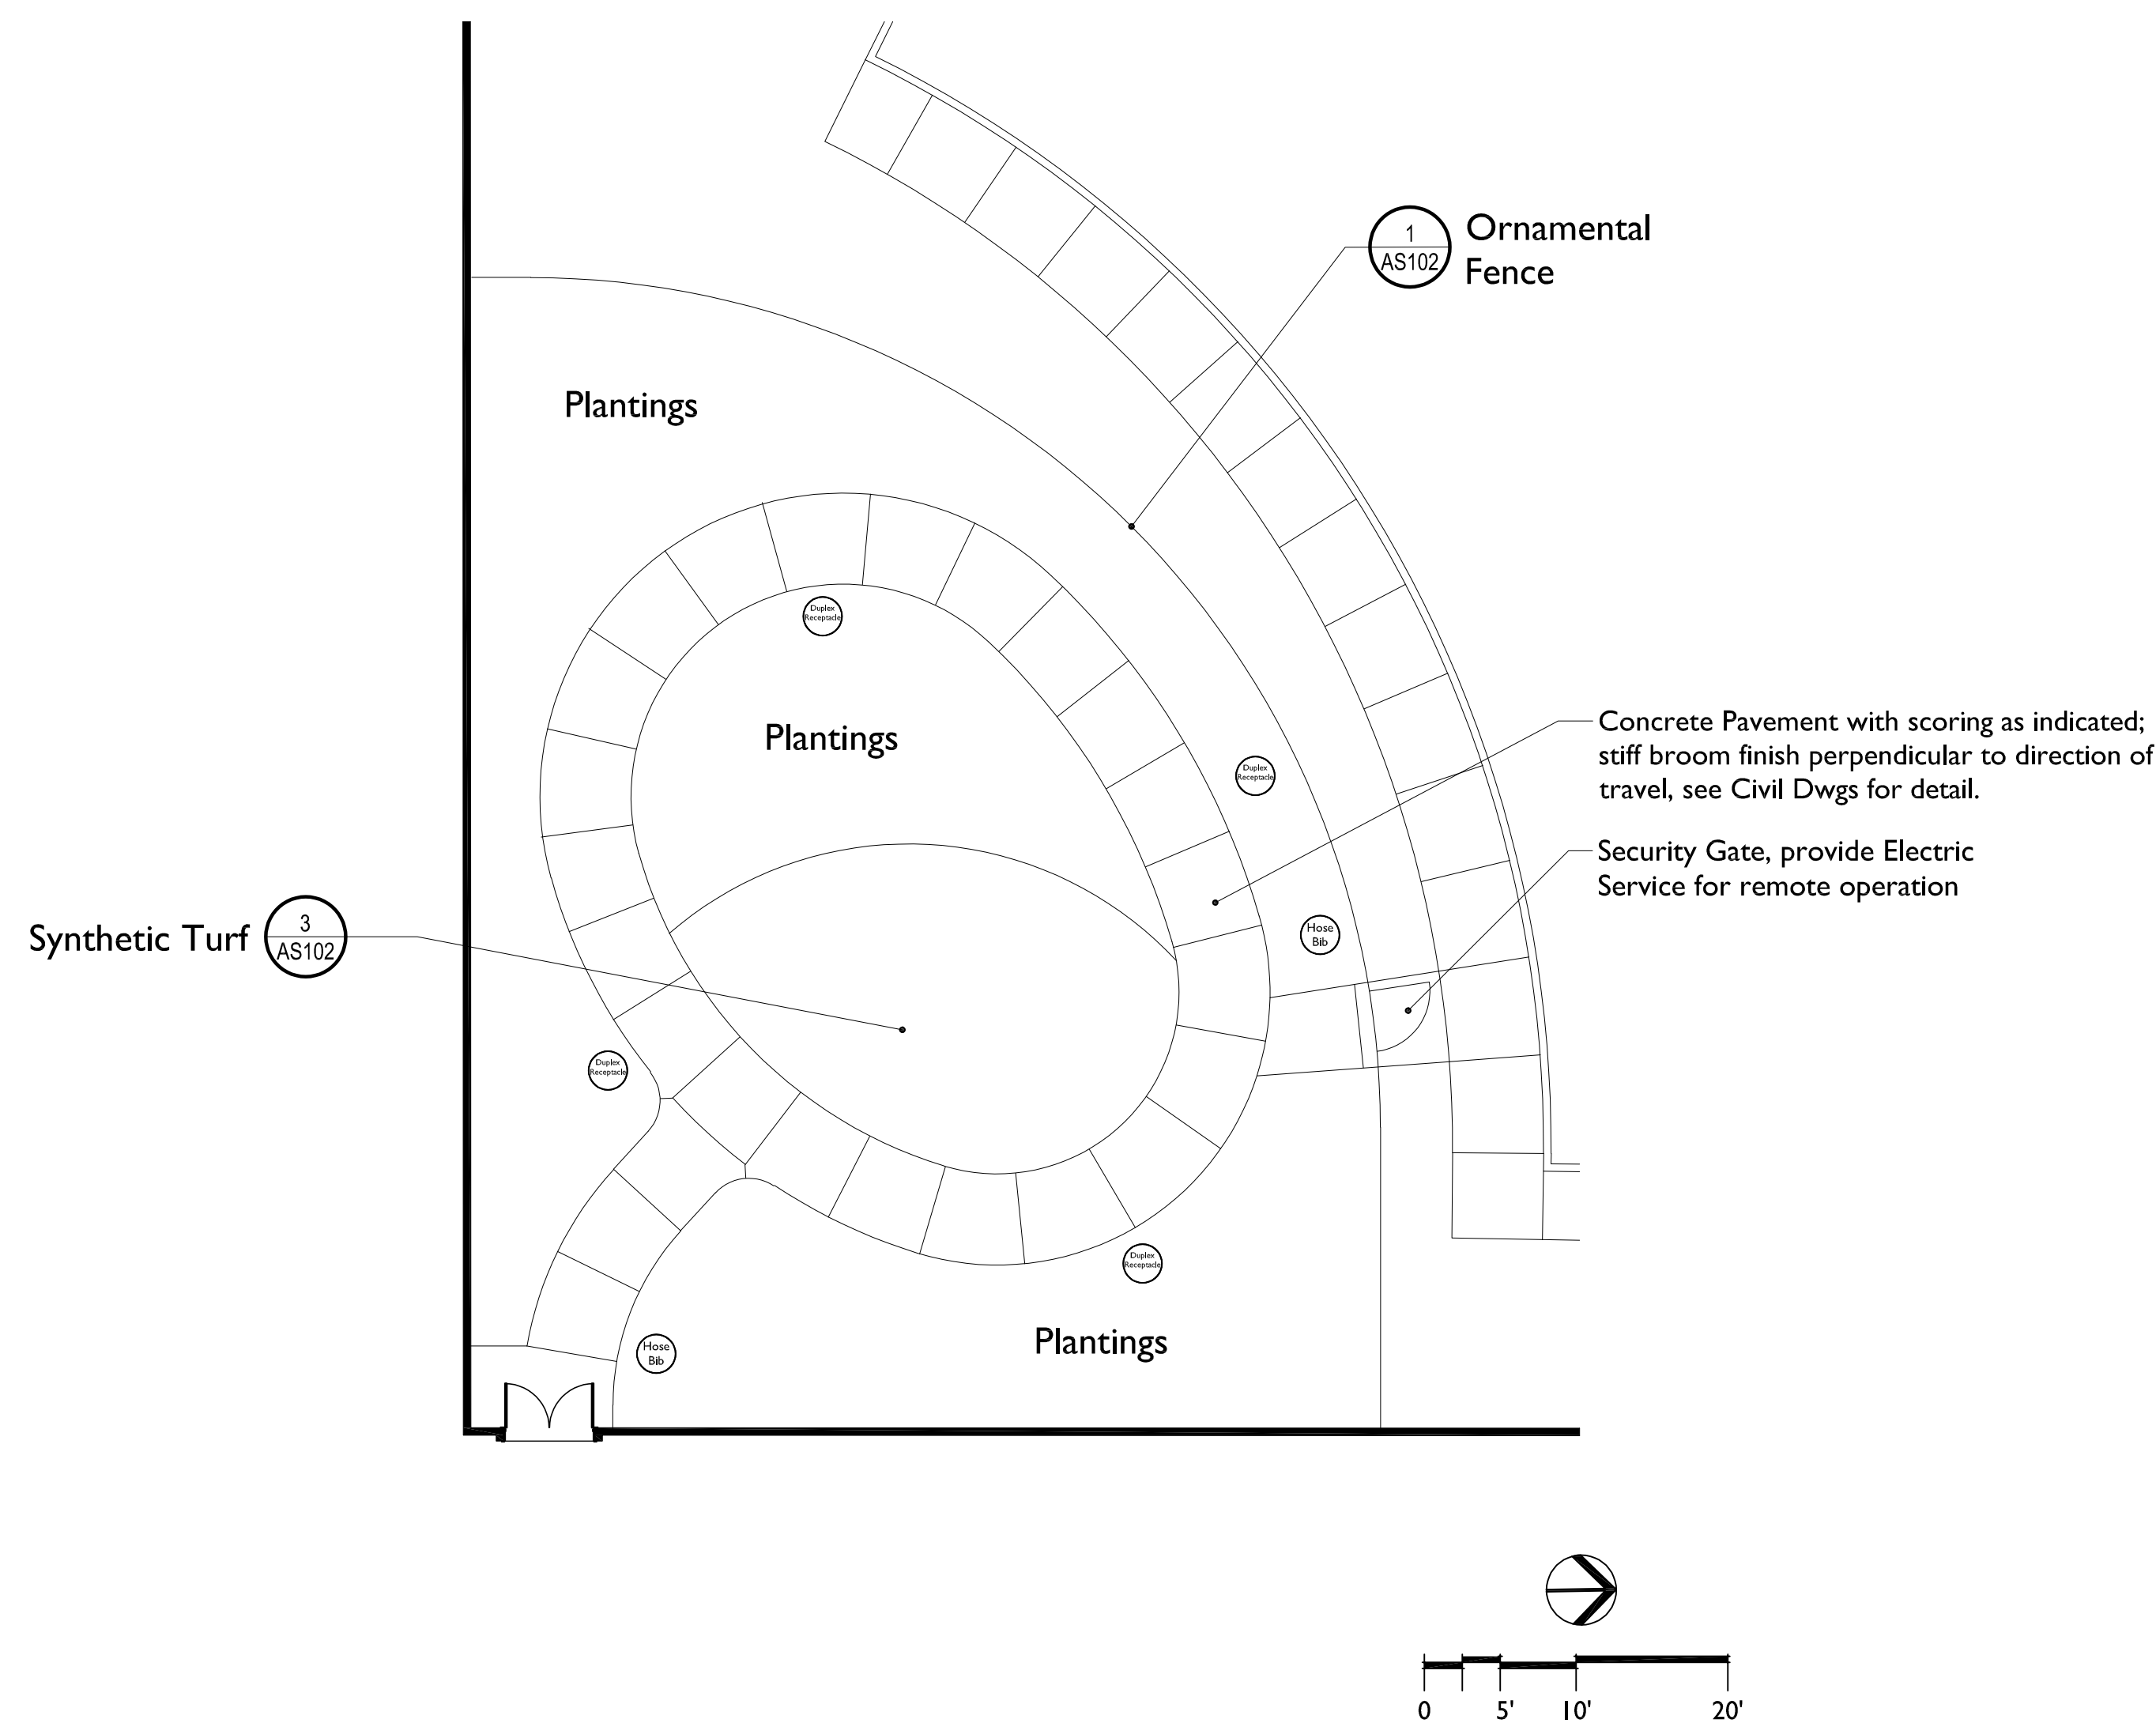 1
AS102
Ornamental
Fence
Plantings
Duplex
Receptacle
Plantings
Duplex
Receptacle
Concrete Pavement with scoring as indicated;
stiff broom finish perpendicular to direction of
travel, see Civil Dwgs for detail.
Security Gate, provide Electric
Service for remote operation
Synthetic Turf
3
AS102
Hose
Bib
Duplex
Receptacle
Duplex
Receptacle
Plantings
Hose
Bib
0 5' 10' 20'